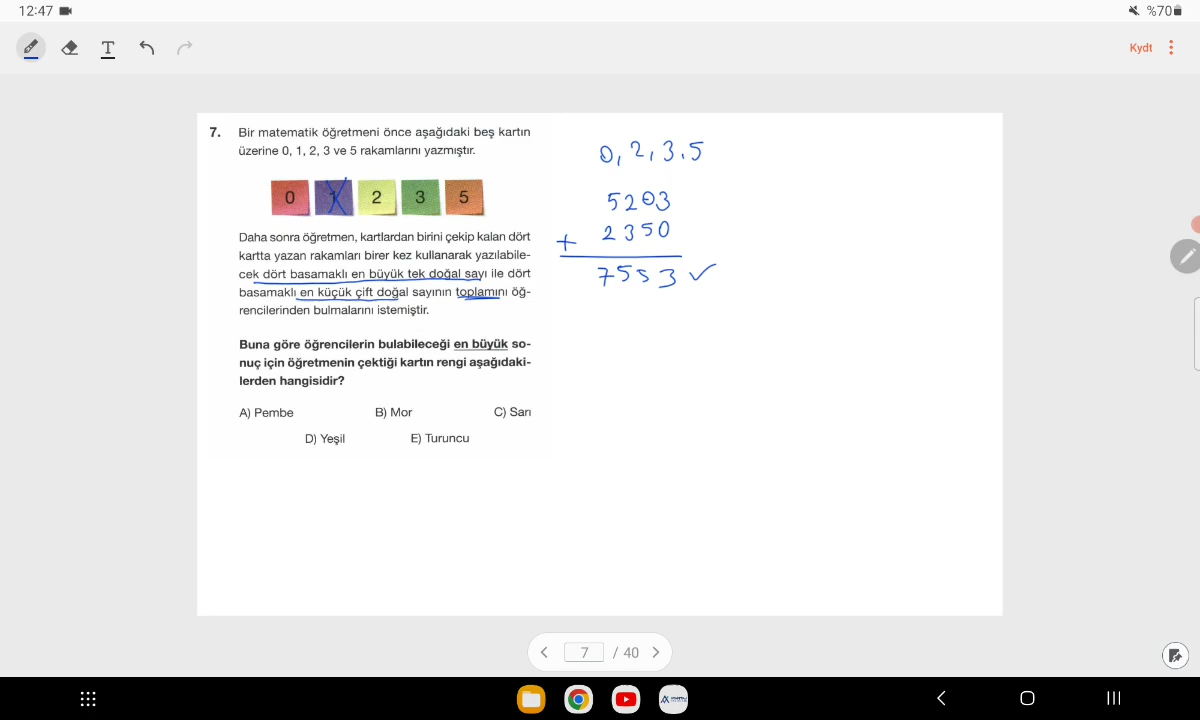 12:47
%70
T
Kydt
7. Bir matematik öğretmeni önce aşağıdaki beş kartın
üzerine 0, 1, 2, 3 ve 5 rakamlarını yazmıştır.
0 1 2 3 5
Daha sonra öğretmen, kartlardan birini çekip kalan dört
kartta yazan rakamları birer kez kullanarak yazılabile-
cek dört basamaklı en büyük tek doğal sayı ile dört
basamaklı en küçük çift doğal sayının toplamını öğ-
rencilerinden bulmalarını istemiştir.
Buna göre öğrencilerin bulabileceği en büyük so-
nuç için öğretmenin çektiği kartın rengi aşağıdaki-
lerden hangisidir?
A) Pembe B) Mor C) Sarı
D) Yeşil E) Turuncu
0, 2, 3, 5
5203
+ 2350
7553 ✓
7 / 40